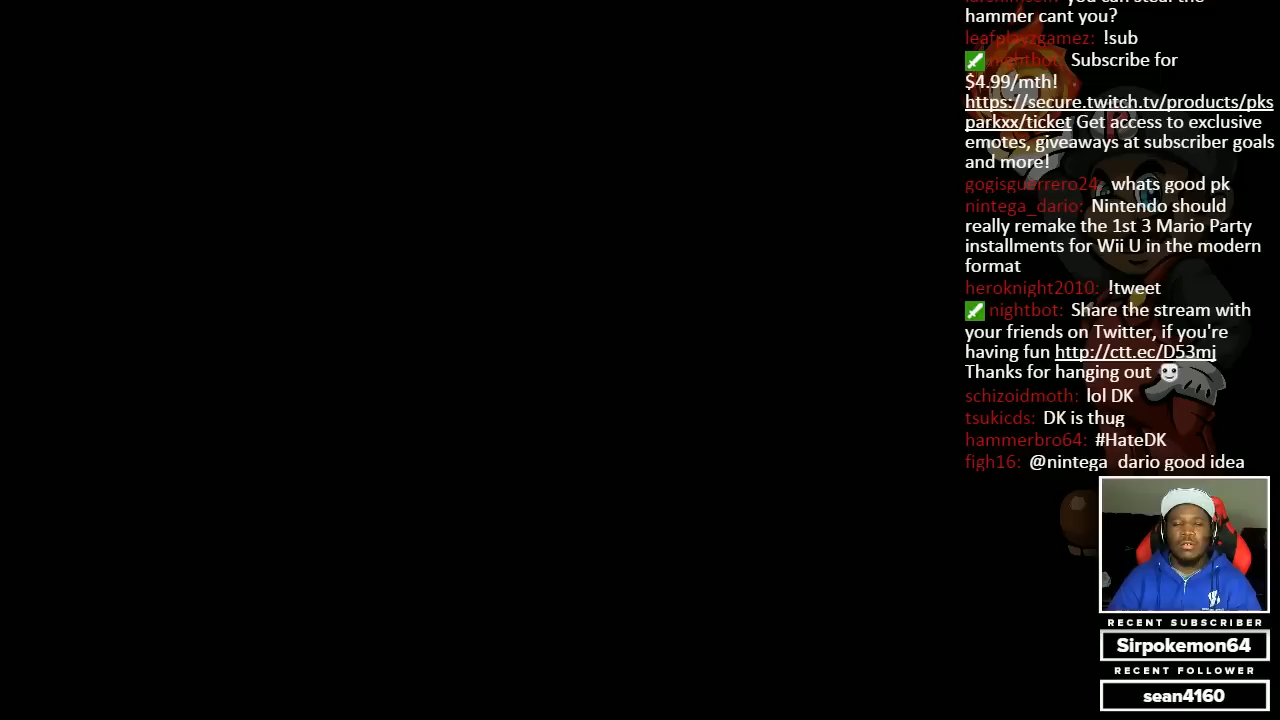 hammer cant you?
leafplayzgamez: !sub
nightbot: Subscribe for
$4.99/mth!
https://secure.twitch.tv/products/pks
parkxx/ticket Get access to exclusive
emotes, giveaways at subscriber goals
and more!
gogisguerrero24: whats good pk
nintega_dario: Nintendo should
really remake the 1st 3 Mario Party
installments for Wii U in the modern
format
heroknight2010: !tweet
nightbot: Share the stream with
your friends on Twitter, if you're
having fun http://ctt.ec/D53mj
Thanks for hanging out
schizoidmoth: lol DK
tsukicds: DK is thug
hammerbro64: #HateDK
figh16: @nintega_dario good idea
RECENT SUBSCRIBER
Sirpokemon64
RECENT FOLLOWER
sean4160